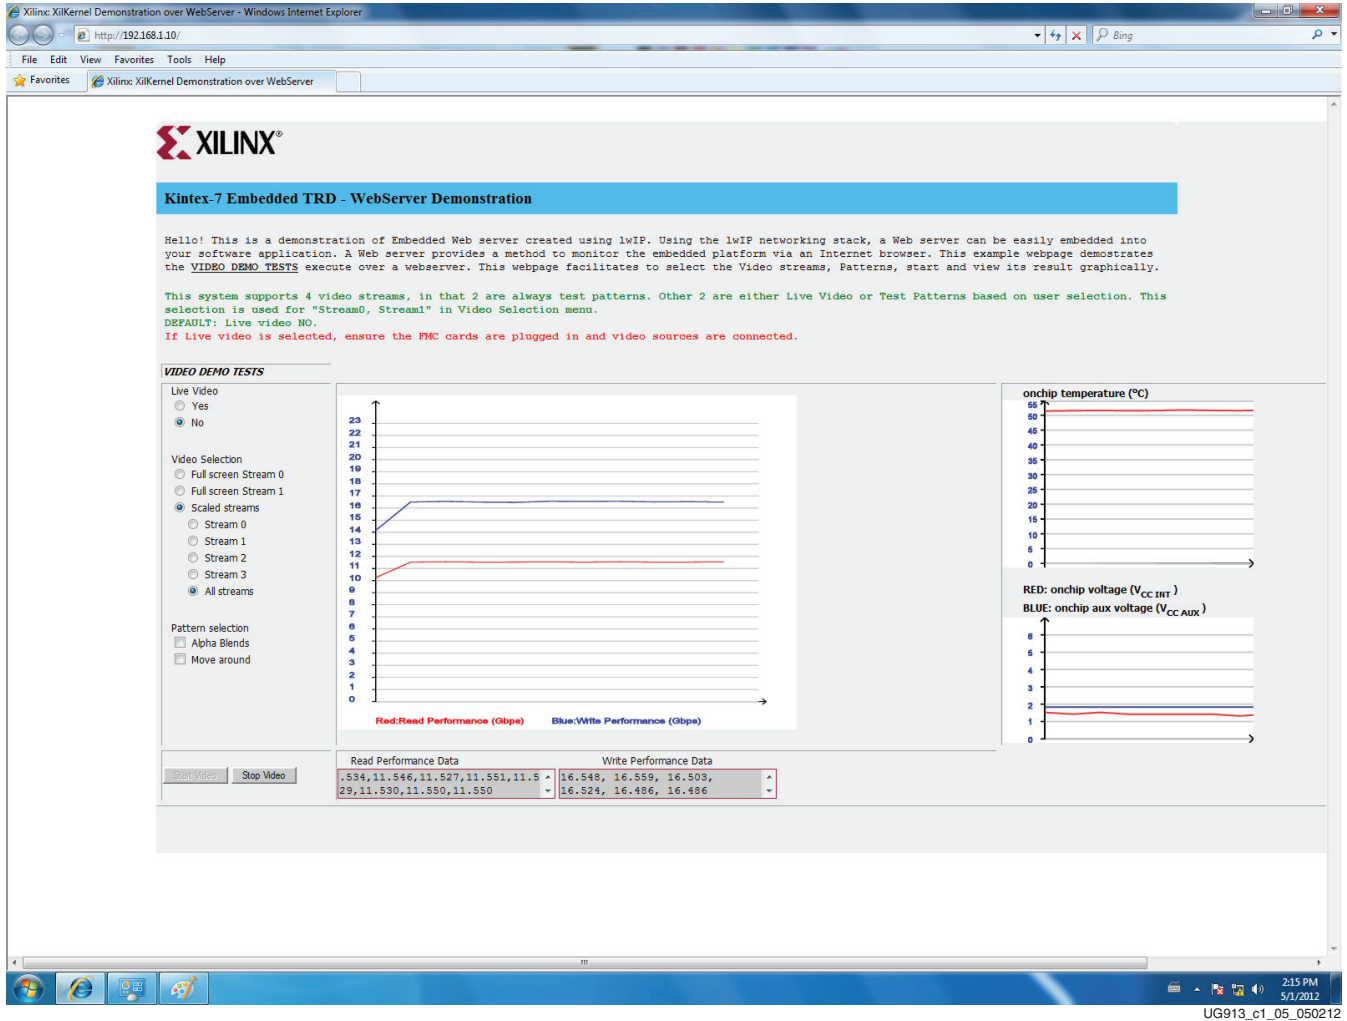 Xilinx: XilKernel Demonstration over WebServer - Windows Internet Explorer
http://192.168.1.10/
Bing
File Edit View Favorites Tools Help
Favorites
Xilinx: XilKernel Demonstration over WebServer
XILINX®
Kintex-7 Embedded TRD - WebServer Demonstration
Hello! This is a demonstration of Embedded Web server created using lwIP. Using the lwIP networking stack, a Web server can be easily embedded into
your software application. A Web server provides a method to monitor the embedded platform via an Internet browser. This example webpage demostrates
the VIDEO DEMO TESTS execute over a webserver. This webpage facilitates to select the Video streams, Patterns, start and view its result graphically.
This system supports 4 video streams, in that 2 are always test patterns. Other 2 are either Live Video or Test Patterns based on user selection. This
selection is used for "Stream0, Stream1" in Video Selection menu.
DEFAULT: Live video NO.
If Live video is selected, ensure the FMC cards are plugged in and video sources are connected.
VIDEO DEMO TESTS
Live Video
Yes
No
Video Selection
Full screen Stream 0
Full screen Stream 1
Scaled streams
Stream 0
Stream 1
Stream 2
Stream 3
All streams
Pattern selection
Alpha Blends
Move around
Start Video
Stop Video
23
22
21
20
19
18
17
16
15
14
13
12
11
10
9
8
7
6
5
4
3
2
1
0
Red:Read Performance (Gbps)
Blue:Write Performance (Gbps)
Read Performance Data
.534,11.546,11.527,11.551,11.5
29,11.530,11.550,11.550
Write Performance Data
16.548, 16.559, 16.503,
16.524, 16.486, 16.486
onchip temperature (°C)
55
50
45
40
35
30
25
20
15
10
5
0
RED: onchip voltage (VCC INT )
BLUE: onchip aux voltage (VCC AUX )
6
5
4
3
2
1
0
2:15 PM
5/1/2012
UG913_c1_05_050212